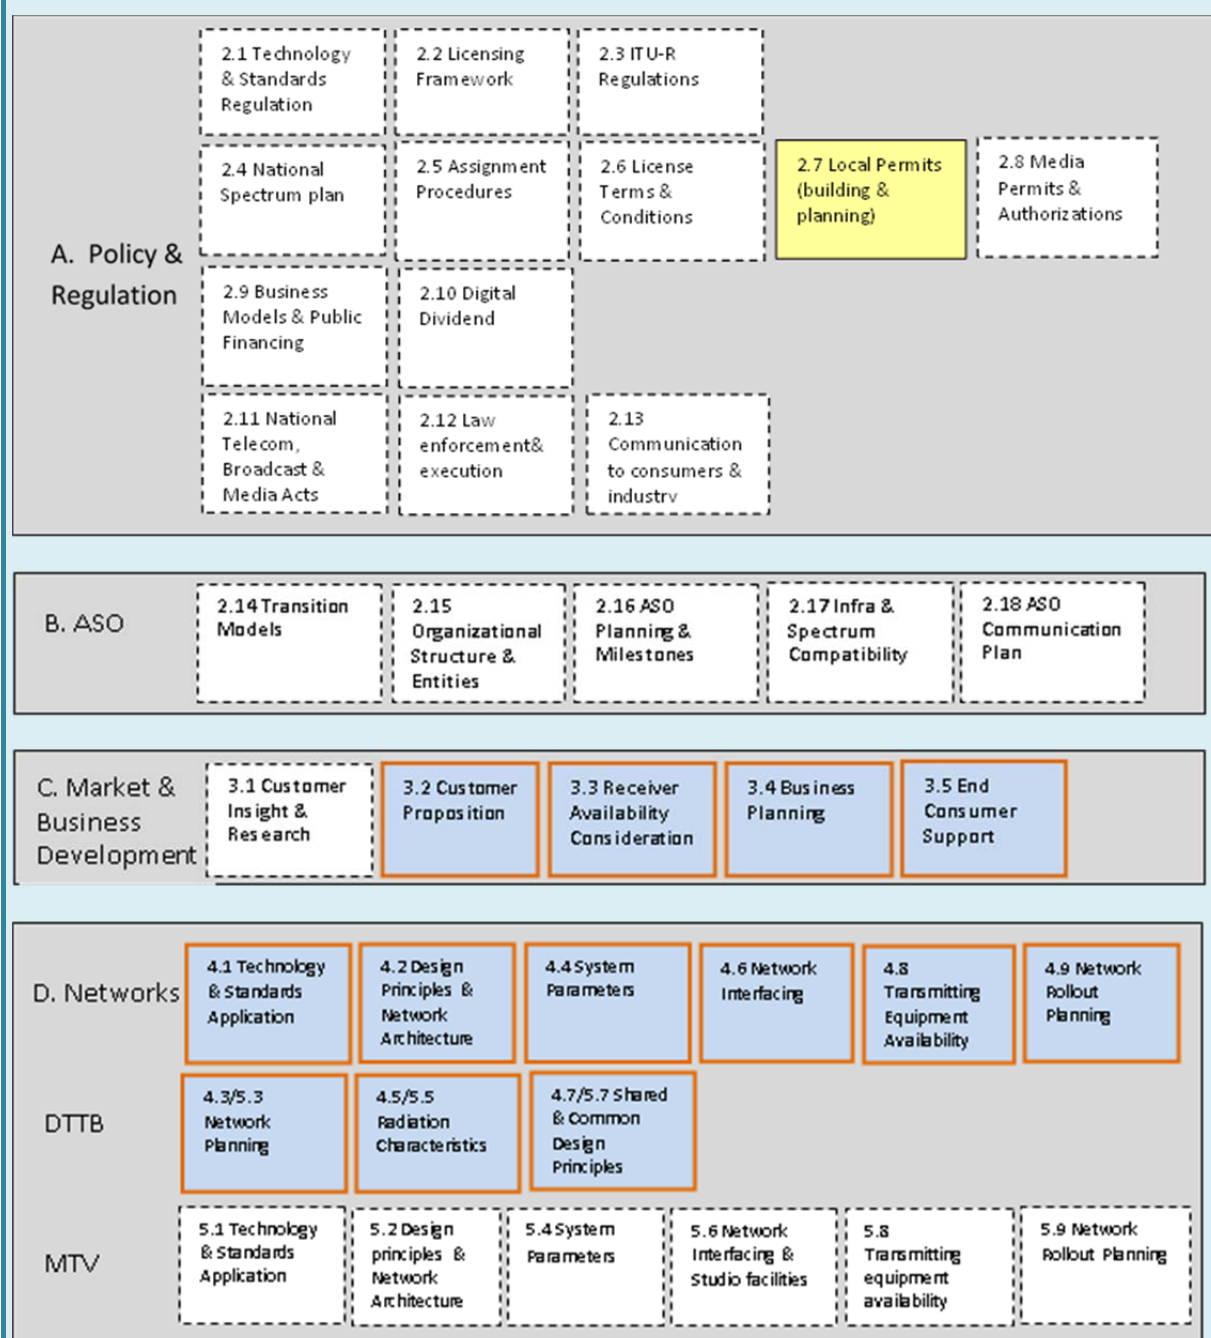 A. Policy &
Regulation
2.1 Technology
& Standards
Regulation
2.2 Licensing
Framework
2.3 ITU-R
Regulations
2.4 National
Spectrum plan
2.5 Assignment
Procedures
2.6 License
Terms &
Conditions
2.7 Local Permits
(building &
planning)
2.8 Media
Permits &
Authorizations
2.9 Business
Models & Public
Financing
2.10 Digital
Dividend
2.11 National
Telecom,
Broadcast &
Media Acts
2.12 Law
enforcement&
execution
2.13
Communication
to consumers &
industry
B. ASO
2.14 Transition
Models
2.15
Organizational
Structure &
Entities
2.16 ASO
Planning &
Milestones
2.17 Infra &
Spectrum
Compatibility
2.18 ASO
Communication
Plan
C. Market &
Business
Development
3.1 Customer
Insight &
Research
3.2 Customer
Proposition
3.3 Receiver
Availability
Consideration
3.4 Business
Planning
3.5 End
Consumer
Support
D. Networks
4.1 Technology
& Standards
Application
4.2 Design
Principles &
Network
Architecture
4.4 System
Parameters
4.6 Network
Interfacing
4.8
Transmitting
Equipment
Availability
4.9 Network
Rollout
Planning
DTTB
4.3/5.3
Network
Planning
4.5/5.5
Radiation
Characteristics
4.7/5.7 Shared
& Common
Design
Principles
MTV
5.1 Technology
& Standards
Application
5.2 Design
principles &
Network
Architecture
5.4 System
Parameters
5.6 Network
Interfacing &
Studio facilities
5.8
Transmitting
equipment
availability
5.9 Network
Rollout Planning